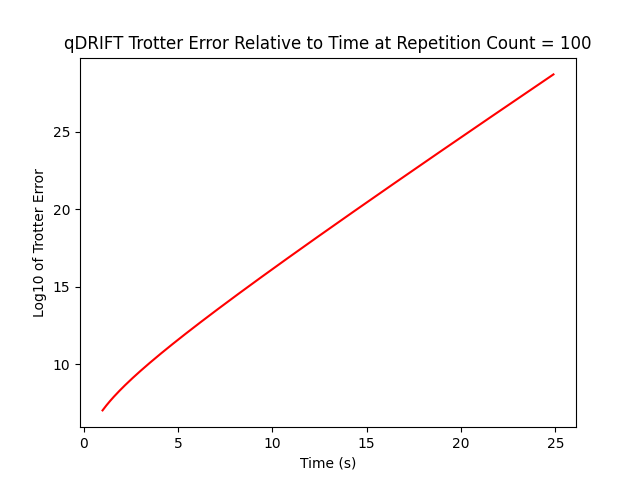 qDRIFT Trotter Error Relative to Time at Repetition Count = 100
Log10 of Trotter Error
25
20
15
10
0 5 10 15 20 25
Time (s)